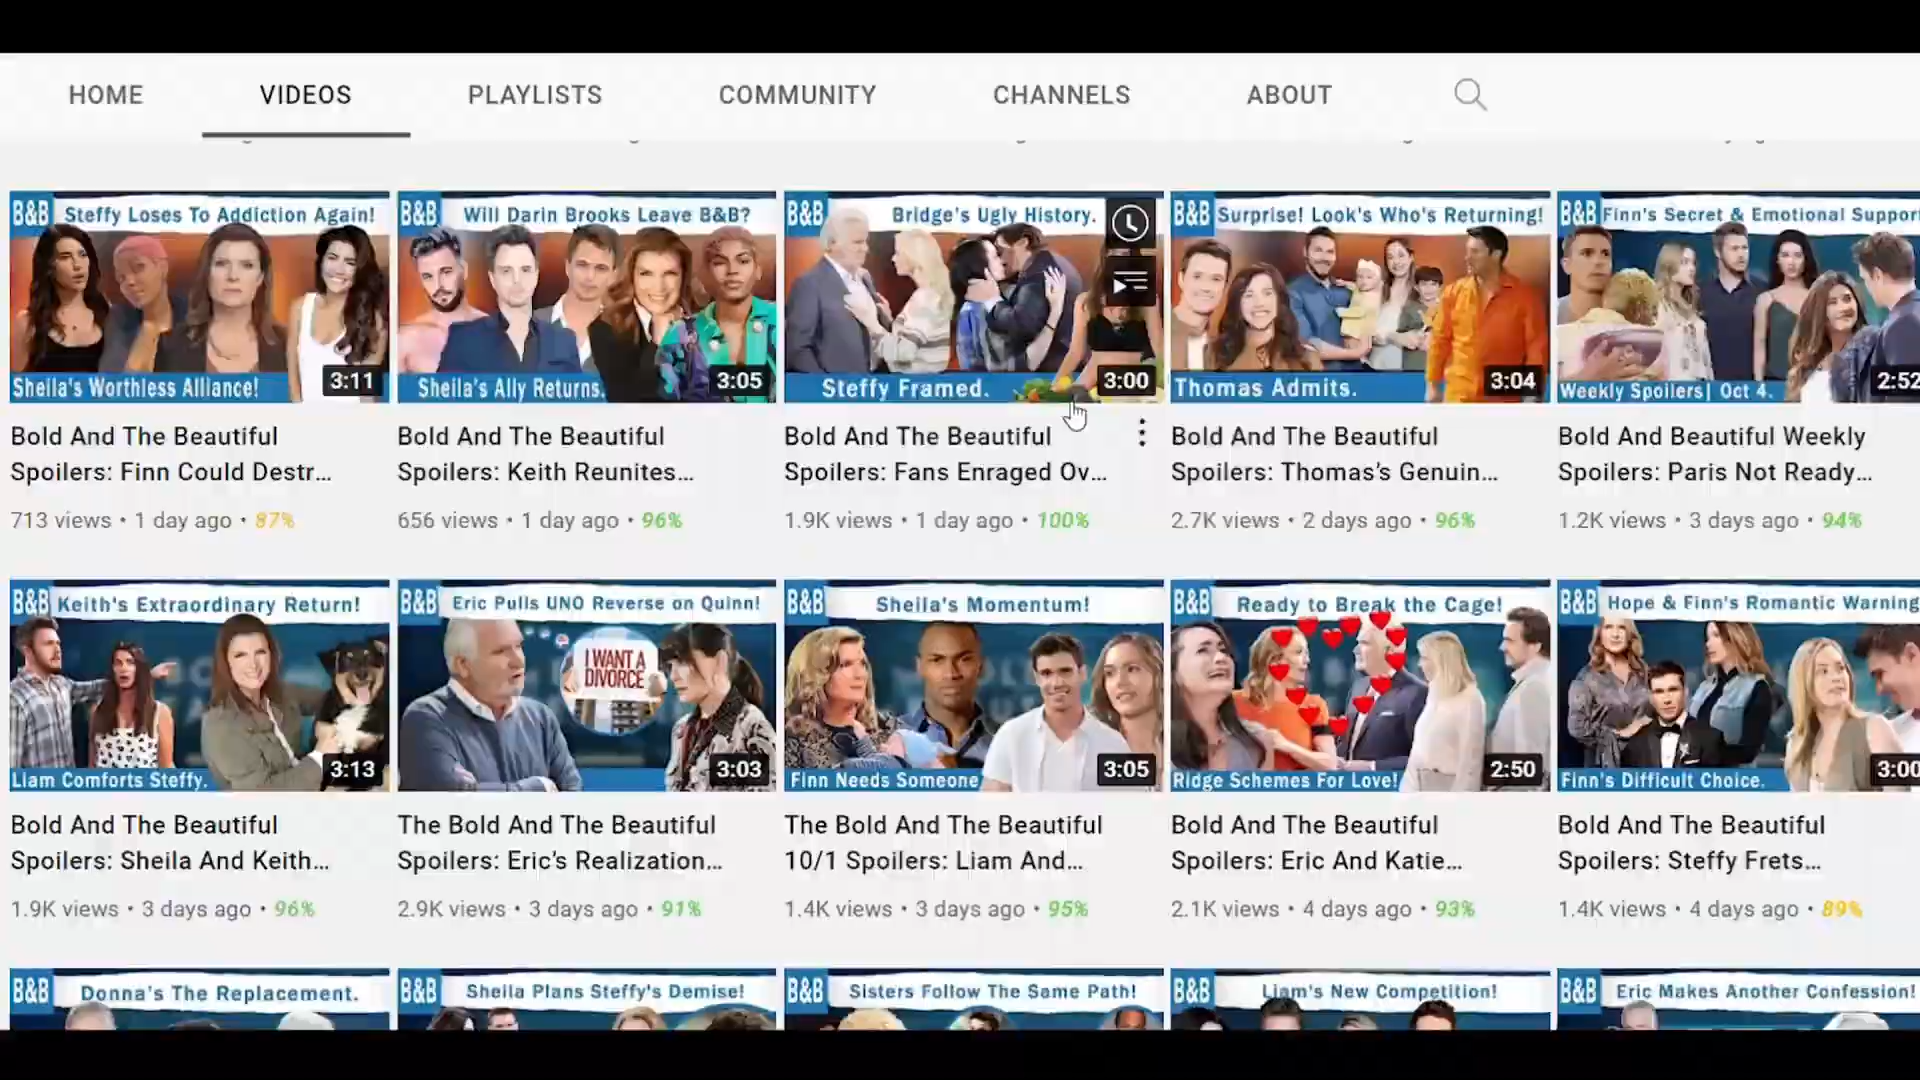 HOME VIDEOS PLAYLISTS COMMUNITY CHANNELS ABOUT
B&B Steffy Loses To Addiction Again!
Sheila's Worthless Alliance!
3:11
Bold And The Beautiful
Spoilers: Finn Could Destr...
713 views • 1 day ago • 87%
B&B Will Darin Brooks Leave B&B?
Sheila's Ally Returns.
3:05
Bold And The Beautiful
Spoilers: Keith Reunites...
656 views • 1 day ago • 96%
B&B Bridge's Ugly History.
Steffy Framed.
3:00
Bold And The Beautiful
Spoilers: Fans Enraged Ov...
1.9K views • 1 day ago • 100%
B&B Surprise! Look's Who's Returning!
Thomas Admits.
3:04
Bold And The Beautiful
Spoilers: Thomas’s Genuin...
2.7K views • 2 days ago • 96%
B&B Finn's Secret & Emotional Support
Weekly Spoilers| Oct 4.
2:52
Bold And Beautiful Weekly
Spoilers: Paris Not Ready...
1.2K views • 3 days ago • 94%
B&B Keith's Extraordinary Return!
Liam Comforts Steffy.
3:13
Bold And The Beautiful
Spoilers: Sheila And Keith...
1.9K views • 3 days ago • 96%
B&B Eric Pulls UNO Reverse on Quinn!
I WANT A
DIVORCE
3:03
The Bold And The Beautiful
Spoilers: Eric’s Realization...
2.9K views • 3 days ago • 91%
B&B Sheila's Momentum!
Finn Needs Someone
3:05
The Bold And The Beautiful
10/1 Spoilers: Liam And...
1.4K views • 3 days ago • 95%
B&B Ready to Break the Cage!
Ridge Schemes For Love!
2:50
Bold And The Beautiful
Spoilers: Eric And Katie...
2.1K views • 4 days ago • 93%
B&B Hope & Finn's Romantic Warning
Finn's Difficult Choice.
3:00
Bold And The Beautiful
Spoilers: Steffy Frets...
1.4K views • 4 days ago • 89%
B&B Donna's The Replacement.
B&B Sheila Plans Steffy's Demise!
B&B Sisters Follow The Same Path!
B&B Liam's New Competition!
B&B Eric Makes Another Confession!